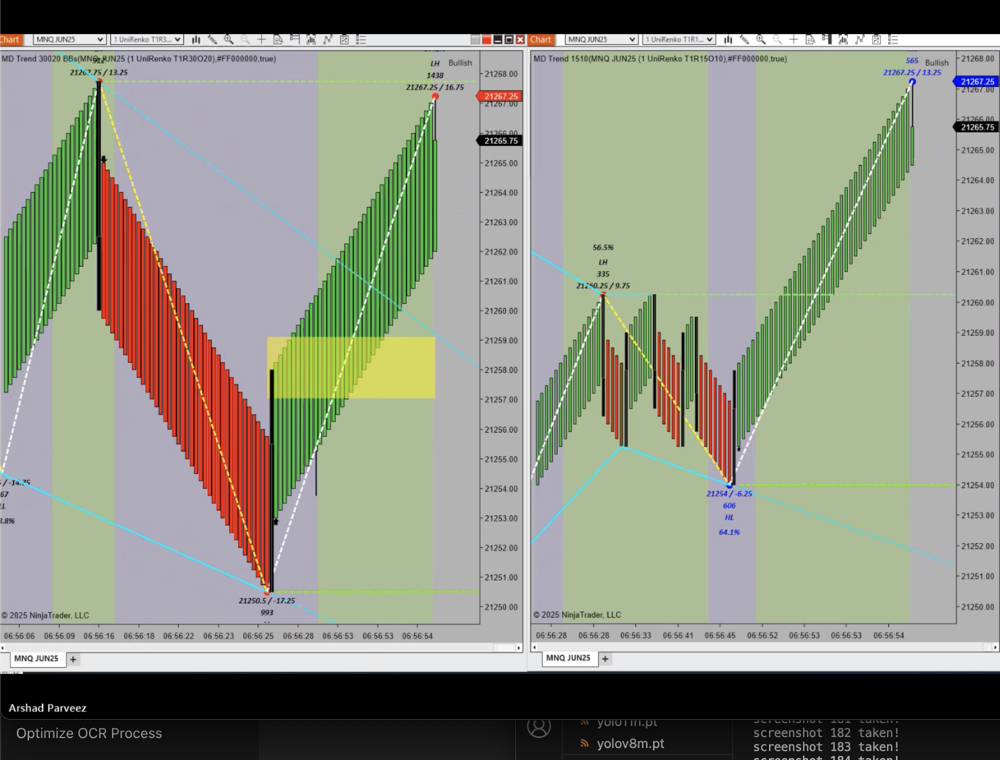 Chart
MNQ JUN25
1 UniRenko T1R3...
MD Trend 30020 BBs(MNQ JUN25 (1 UniRenko T1R30O20),#FF000000,true)
Bullish
21267.75 / 13.25
LH
1438
21267.25 / 16.75
21268.00
21267.25
21267.00
21265.75
21265.00
21264.00
21263.00
21262.00
21261.00
21260.00
21259.00
21258.00
21257.00
21256.00
21255.00
21254.00
21253.00
21252.00
21251.00
21250.00
21250.5 / -17.25
993
© 2025 NinjaTrader, LLC
06:56:06 06:56:09 06:56:16 06:56:18 06:56:22 06:56:25 06:56:28 06:56:53 06:56:53 06:56:54
MNQ JUN25 +
Chart
MNQ JUN25
1 UniRenko T1R1...
MD Trend 1510(MNQ JUN25 (1 UniRenko T1R15O10),#FF000000,true)
565
Bullish
21267.25 / 13.25
56.5%
LH
335
21260.25 / 9.75
21254 / -6.25
606
HL
64.1%
21268.00
21267.25
21265.75
21265.00
21264.00
21263.00
21262.00
21261.00
21260.00
21259.00
21258.00
21257.00
21256.00
21255.00
21254.00
21253.00
21252.00
21251.00
21250.00
© 2025 NinjaTrader, LLC
06:56:28 06:56:28 06:56:33 06:56:41 06:56:45 06:56:52 06:56:53 06:56:53 06:56:54
MNQ JUN25 +
Arshad Parveez
Optimize OCR Process
yolo11n.pt
yolov8m.pt
screenshot 181 taken!
screenshot 182 taken!
screenshot 183 taken!
screenshot 184 taken!